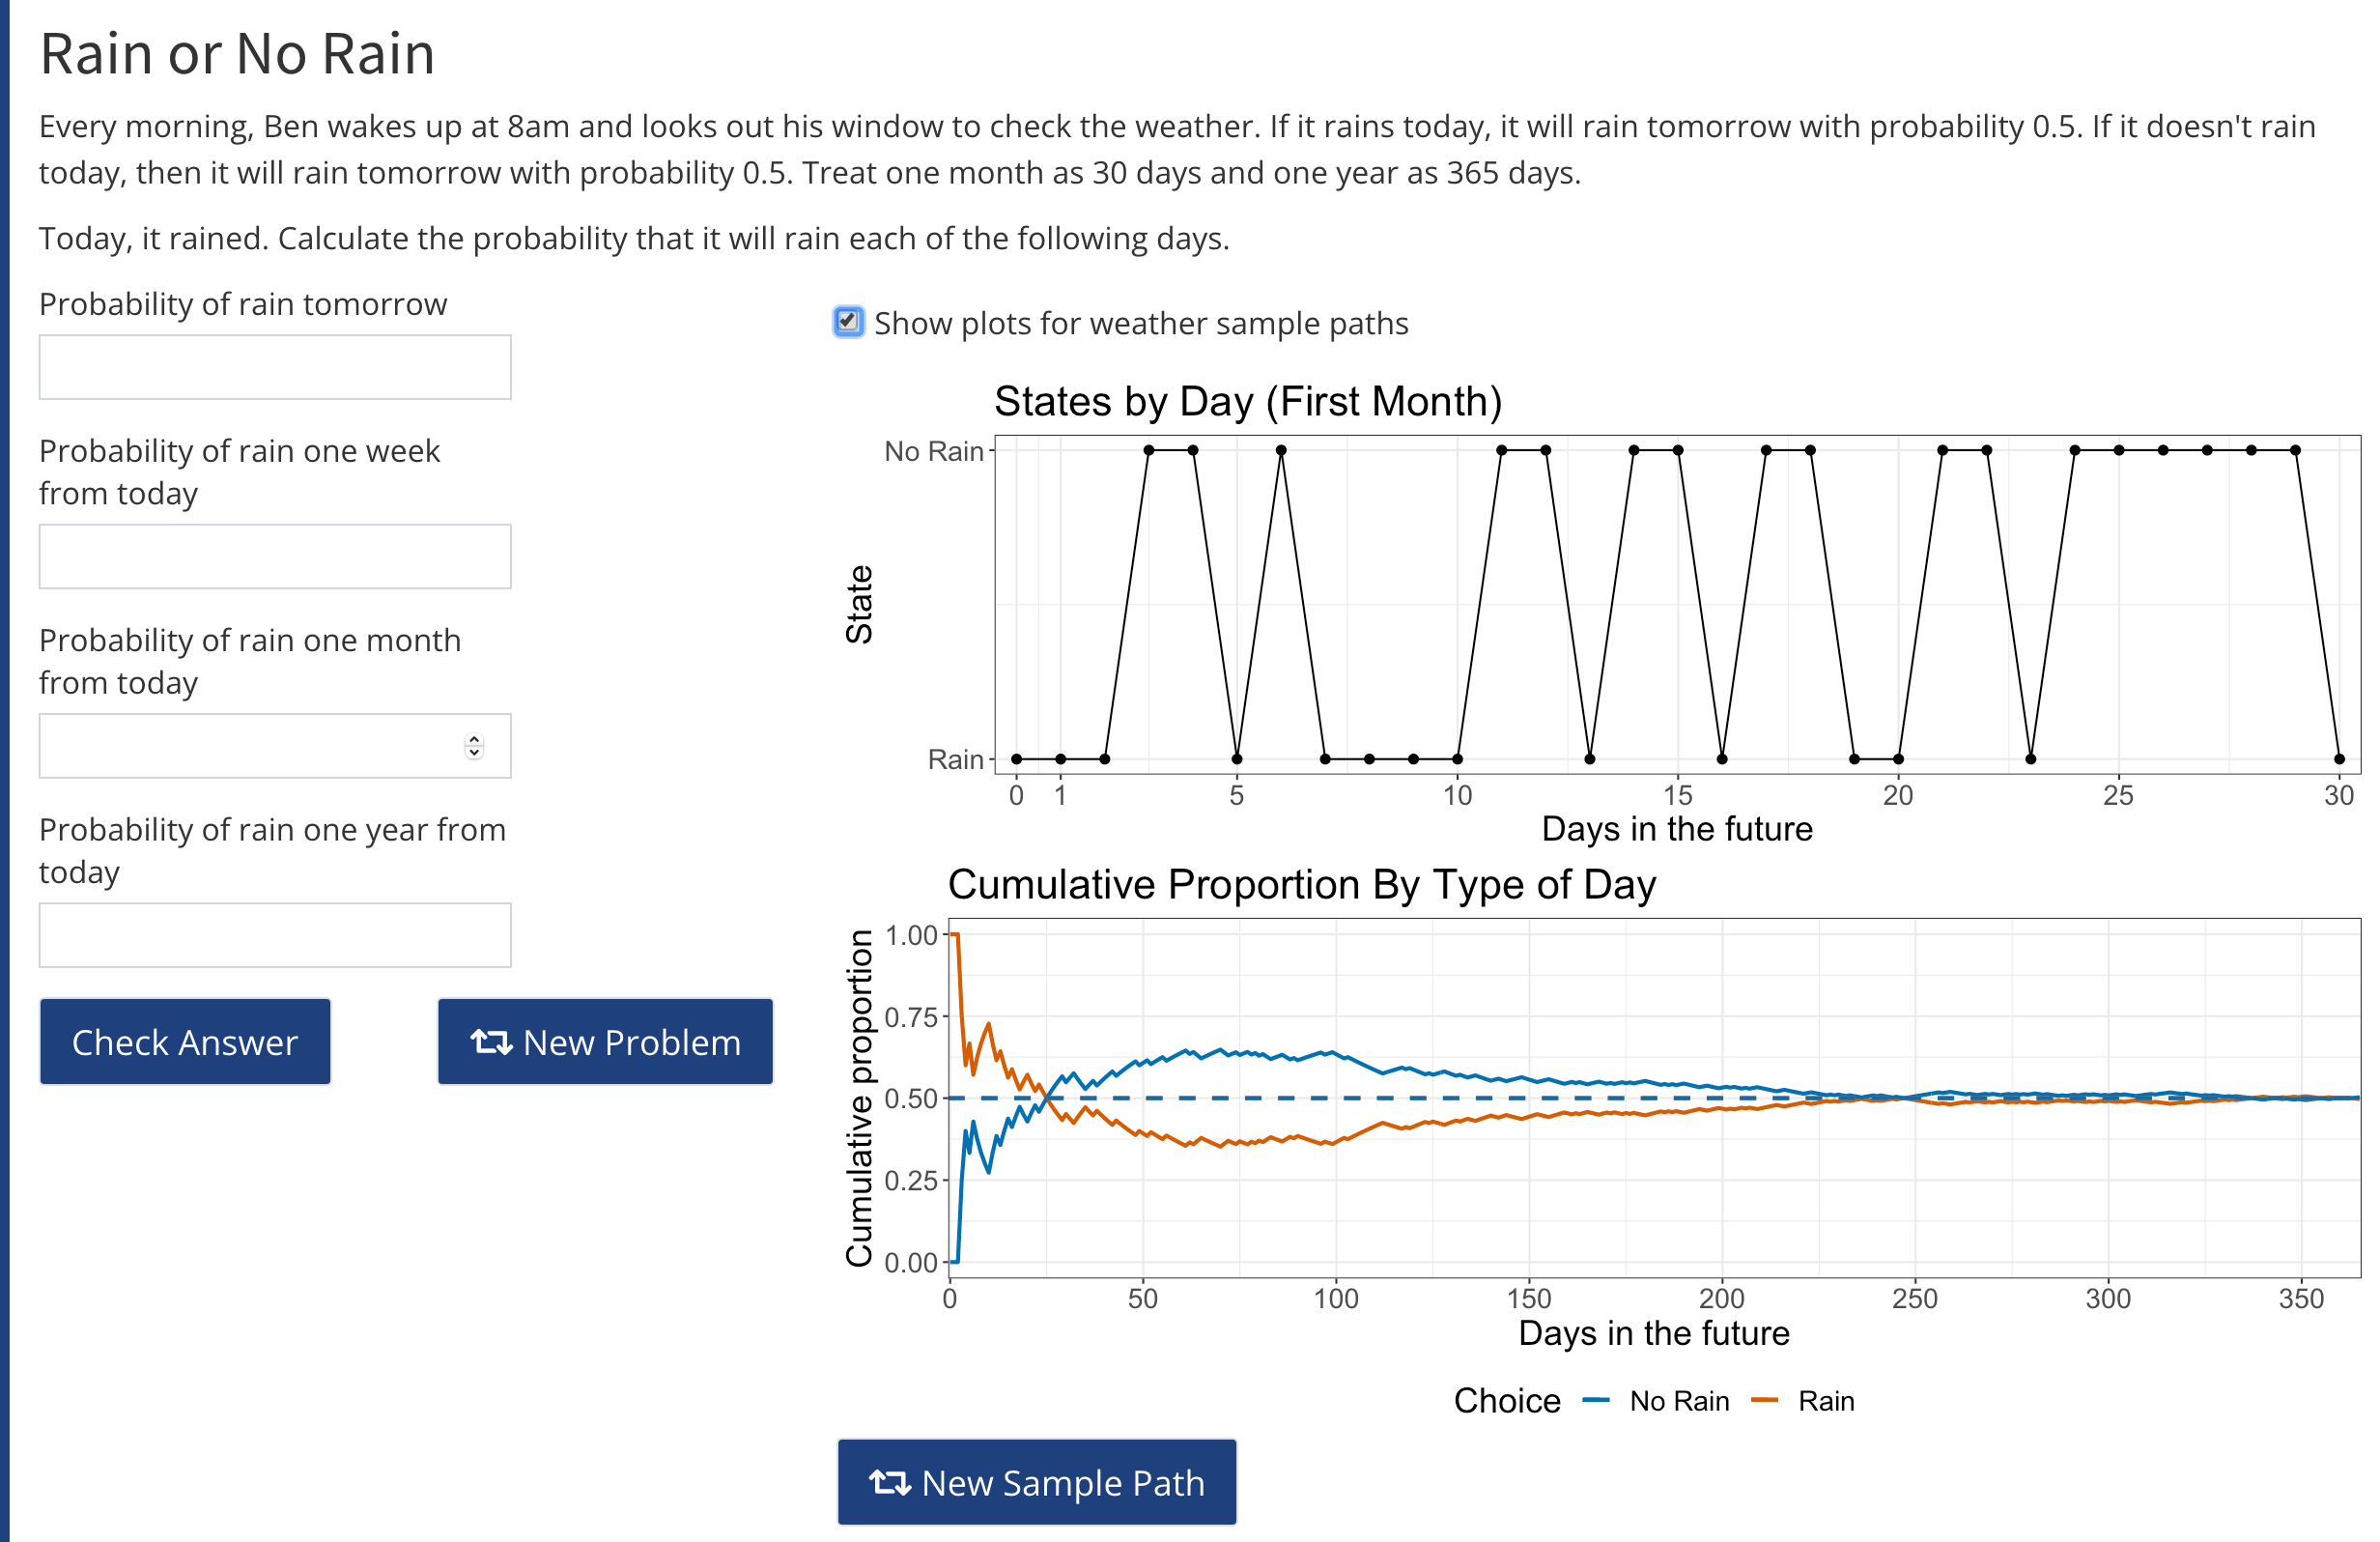 Rain or No Rain
Every morning, Ben wakes up at 8am and looks out his window to check the weather. If it rains today, it will rain tomorrow with probability 0.5. If it doesn't rain
today, then it will rain tomorrow with probability 0.5. Treat one month as 30 days and one year as 365 days.
Today, it rained. Calculate the probability that it will rain each of the following days.
Probability of rain tomorrow
Probability of rain one week
from today
Probability of rain one month
from today
Probability of rain one year from
today
Check Answer
New Problem
Show plots for weather sample paths
States by Day (First Month)
No Rain
Rain
State
0 1 5 10 15 20 25 30
Days in the future
Cumulative Proportion By Type of Day
1.00
0.75
0.50
0.25
0.00
Cumulative proportion
0 50 100 150 200 250 300 350
Days in the future
Choice No Rain Rain
New Sample Path